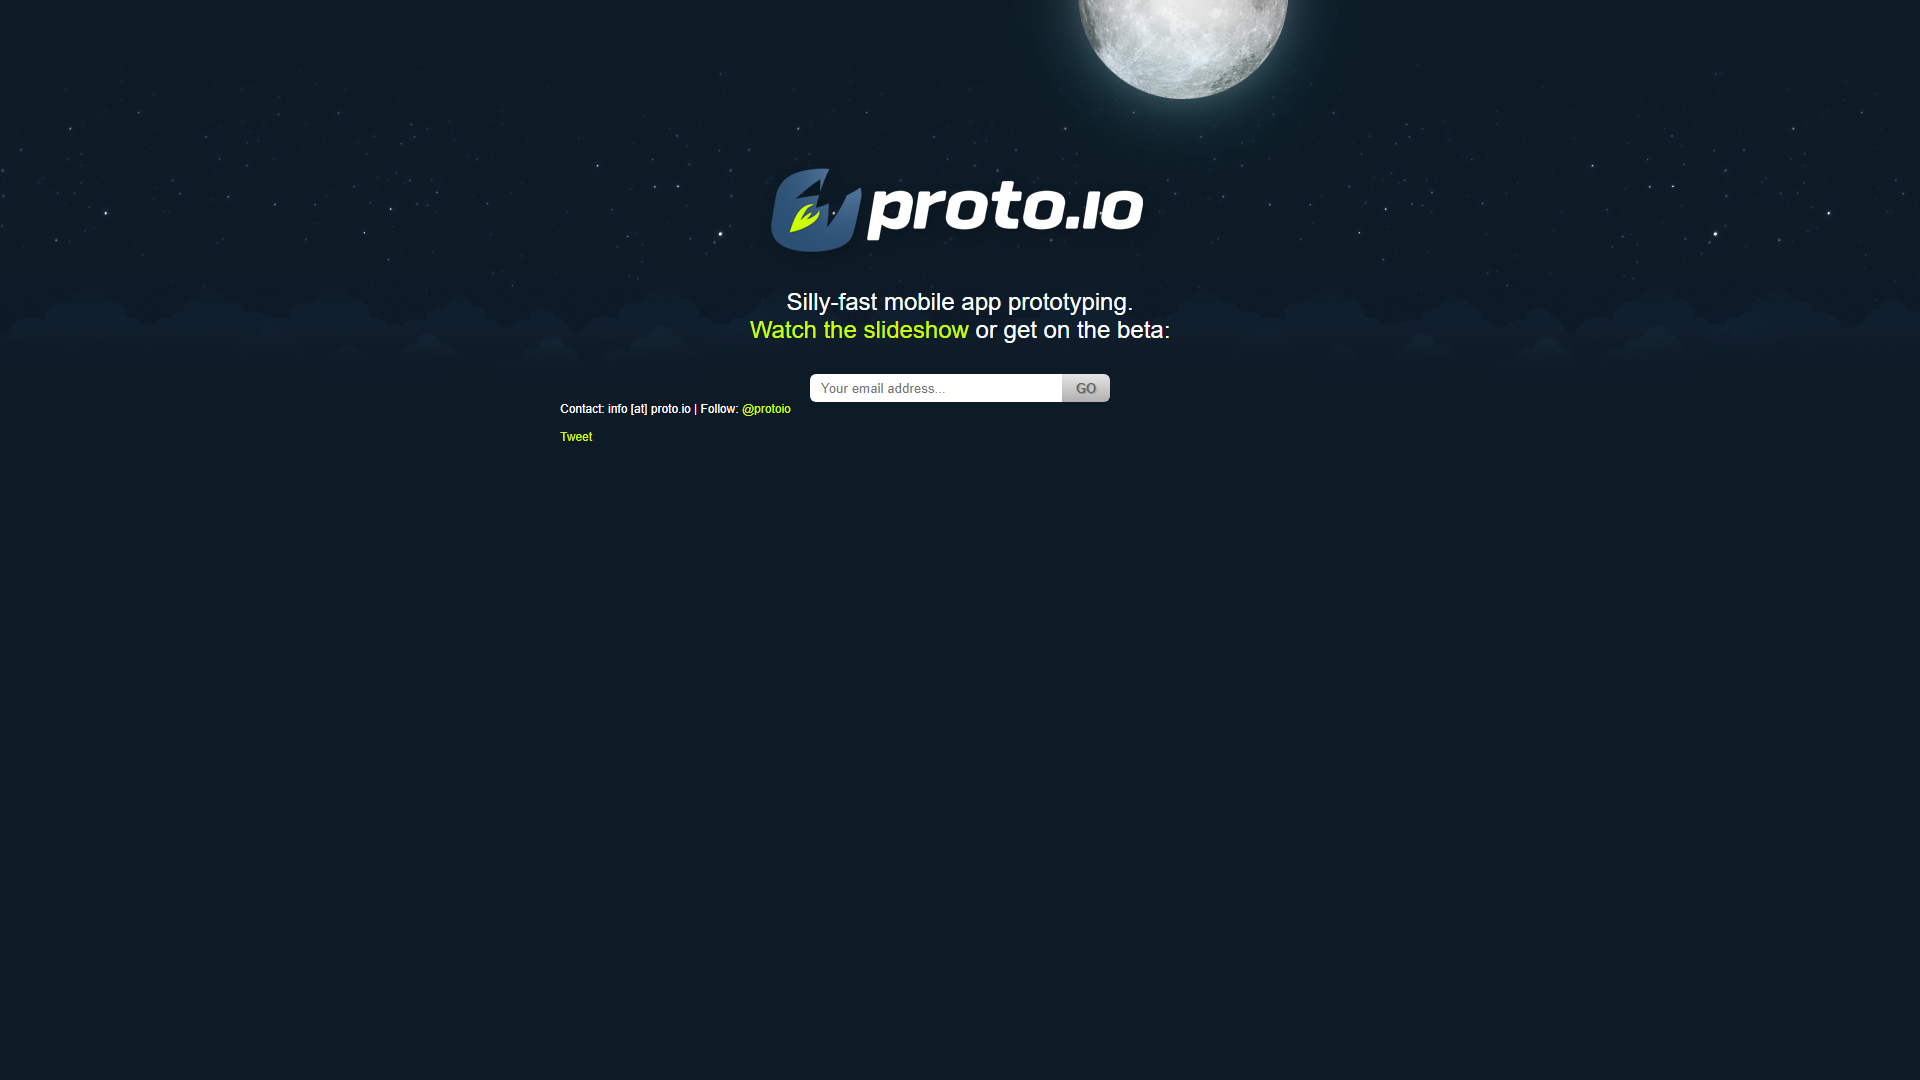 proto.io
Silly-fast mobile app prototyping.
Watch the slideshow or get on the beta:
Your email address...
GO
Contact: info [at] proto.io | Follow: @protoio
Tweet